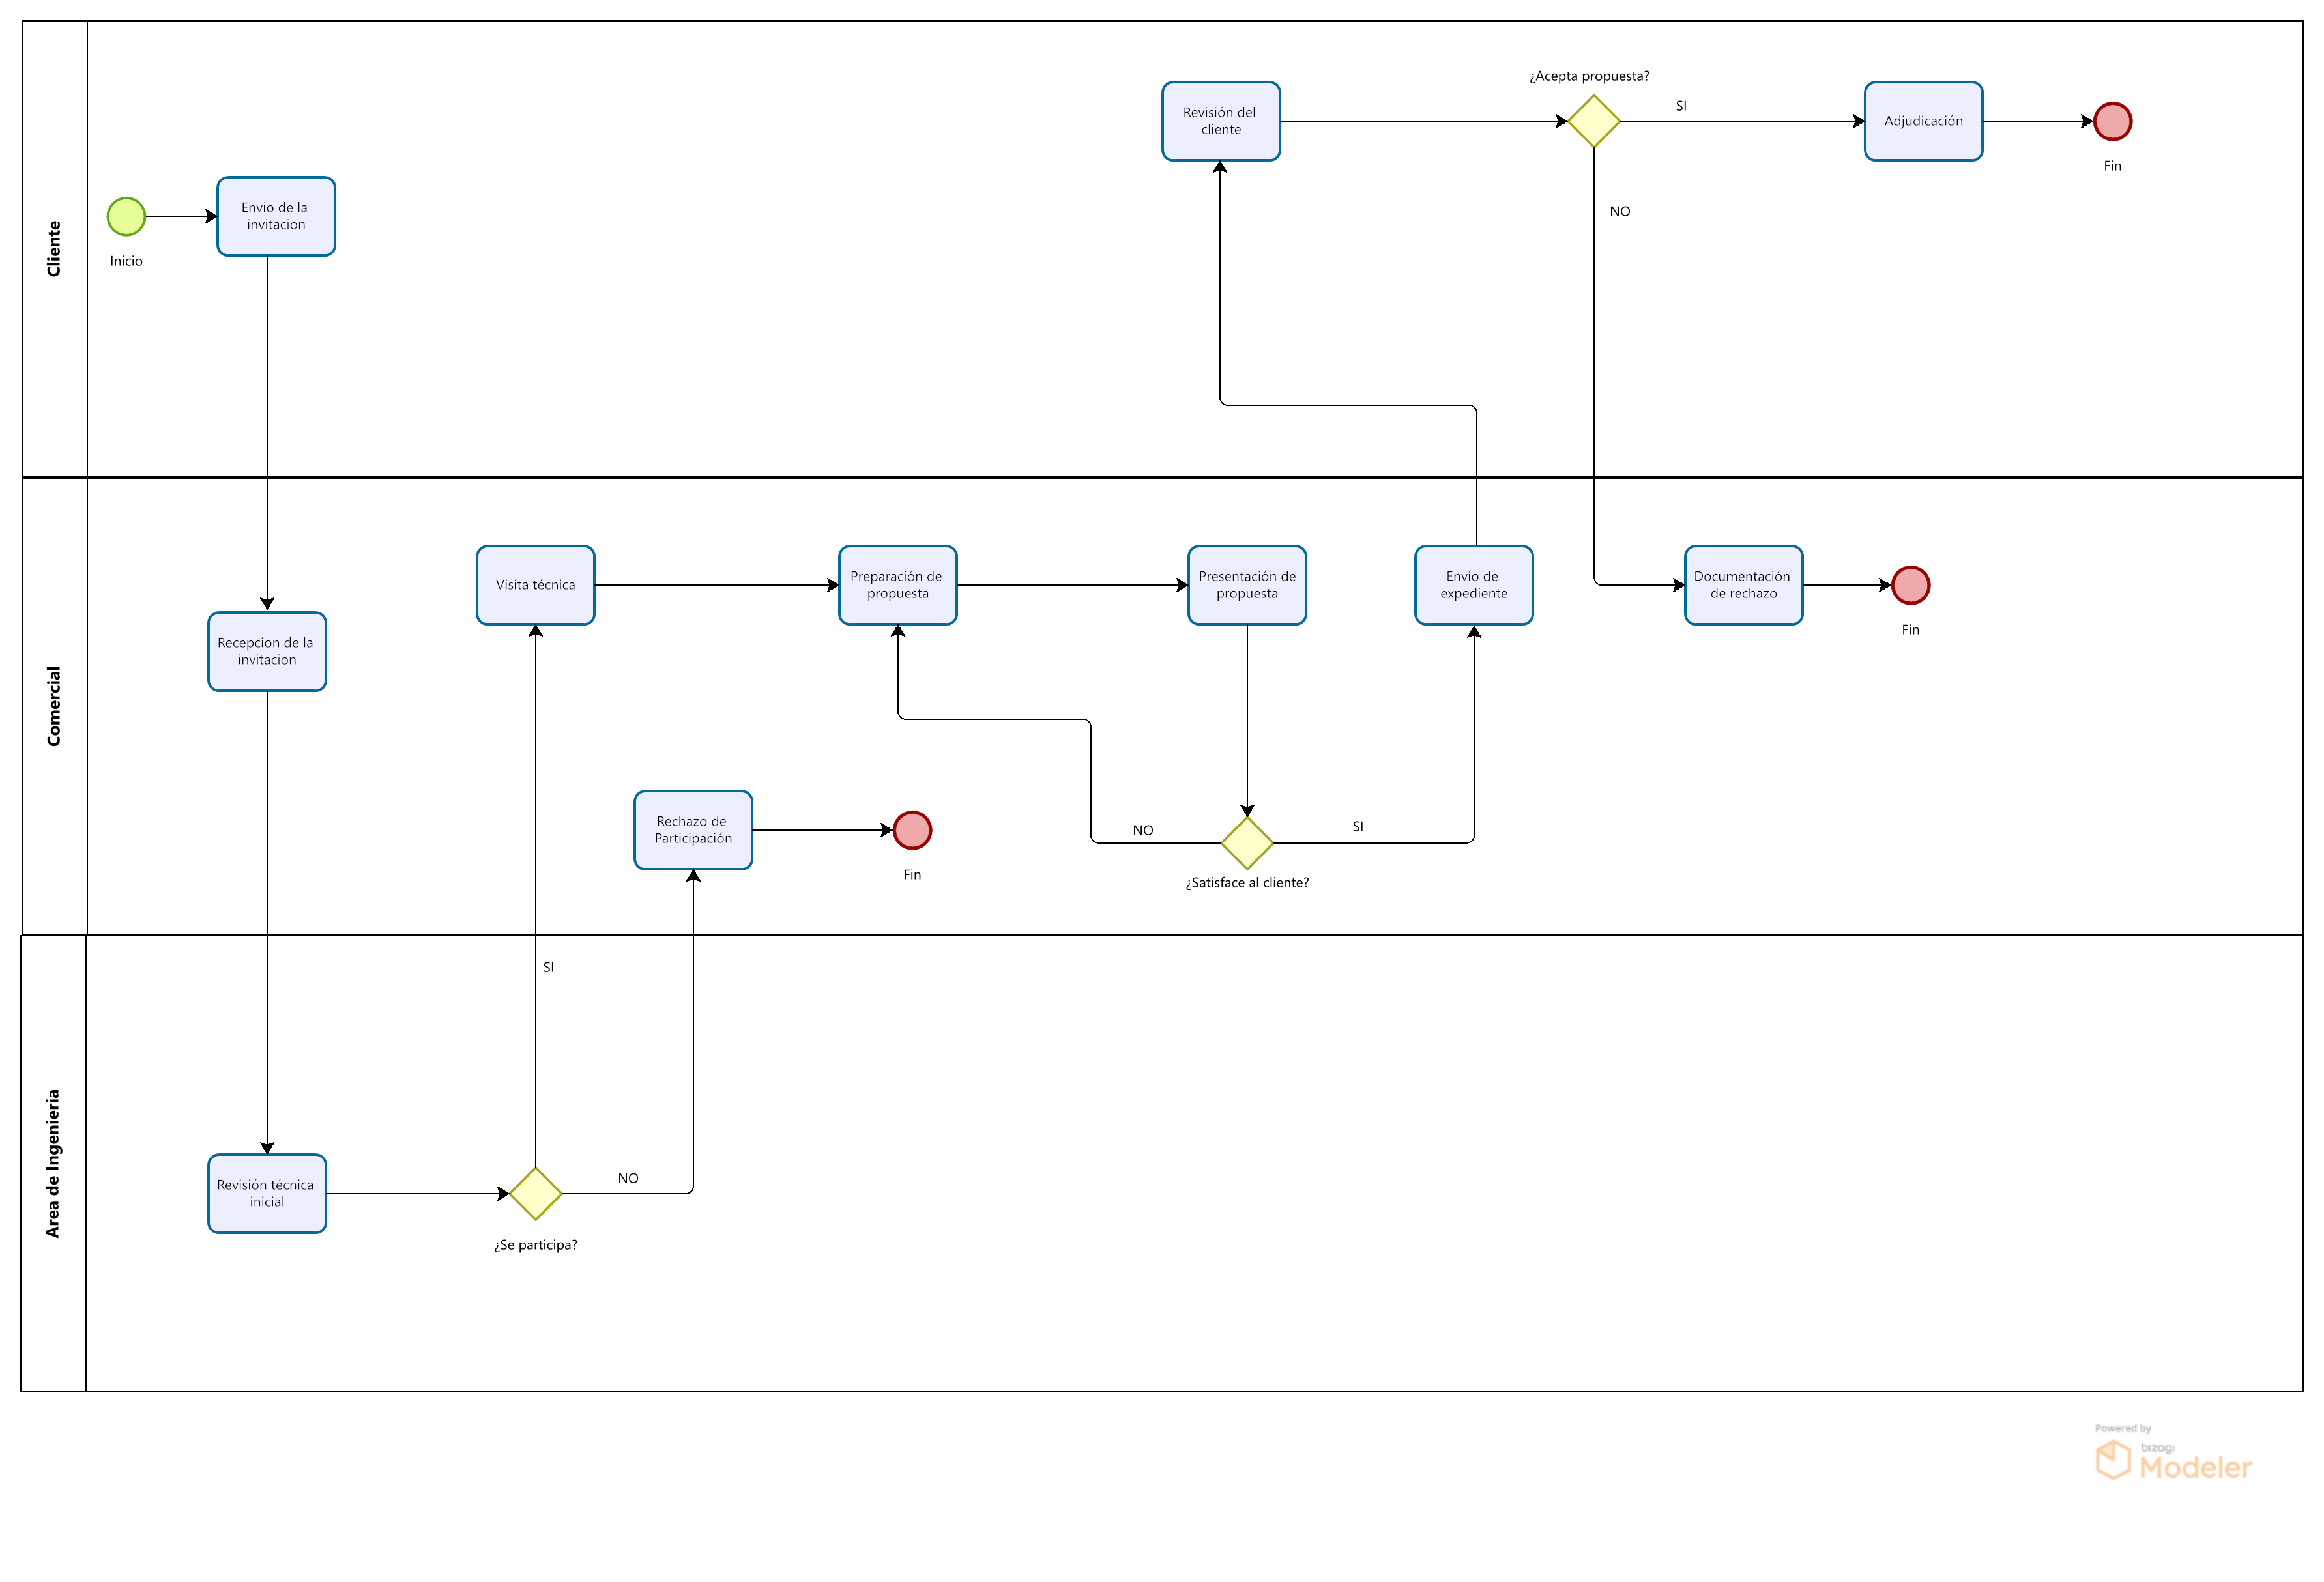 Cliente
Inicio
Envio de la
invitacion
Revisión del
cliente
¿Acepta propuesta?
SI
NO
Adjudicación
Fin
Comercial
Recepcion de la
invitacion
Visita técnica
Preparación de
propuesta
Presentación de
propuesta
Envío de
expediente
Documentación
de rechazo
Fin
Rechazo de
Participación
Fin
NO
SI
¿Satisface al cliente?
Area de Ingenieria
SI
Revisión técnica
inicial
NO
¿Se participa?
Powered by
bizagi
Modeler